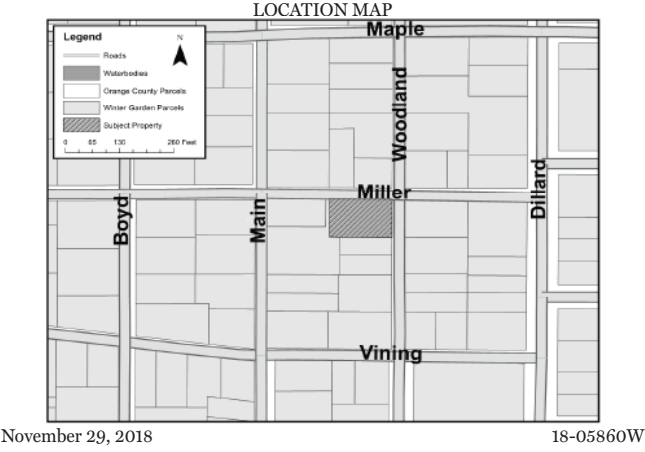 LOCATION MAP
Maple
Legend
N
Roads
Waterbodies
Orange County Parcels
Winter Garden Parcels
Subject Property
0 65 130 260 Feet
Woodland
Miller
Dillard
Boyd
Main
Vining
November 29, 2018 18-05860W